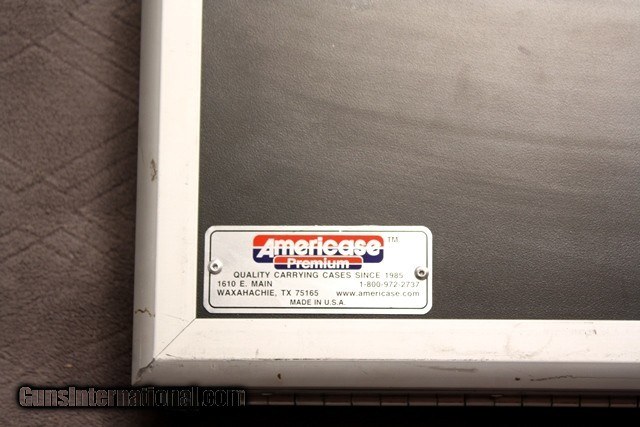 Americase™
Premium
QUALITY CARRYING CASES SINCE 1985
1610 E. MAIN 1-800-972-2737
WAXAHACHIE, TX 75165 www.americase.com
MADE IN U.S.A.
GunsInternational.com